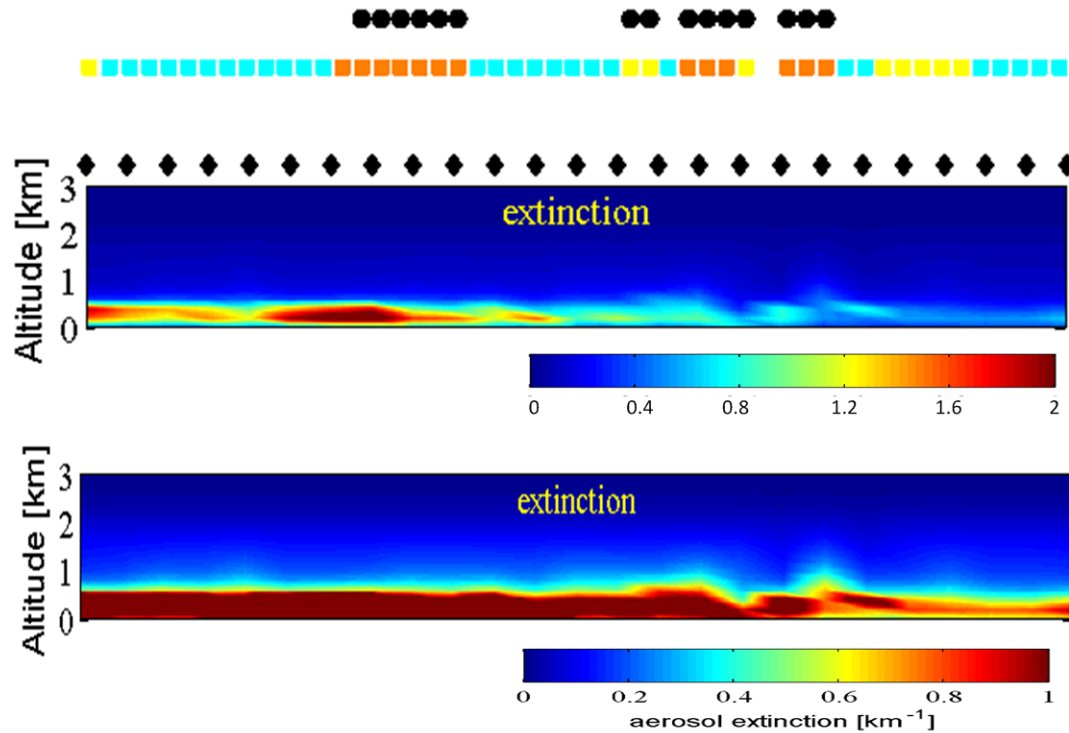 Altitude [km]
3
2
1
0
extinction
0 0.4 0.8 1.2 1.6 2
Altitude [km]
3
2
1
0
extinction
0 0.2 0.4 0.6 0.8 1
aerosol extinction [km⁻¹]